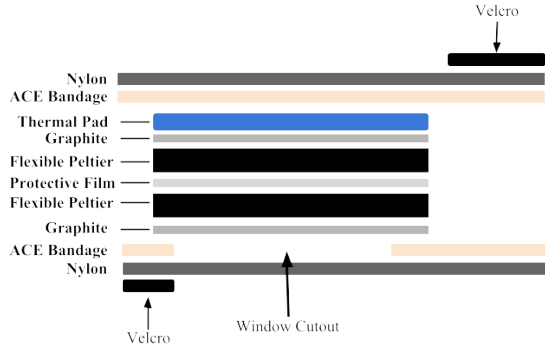 Velcro
Nylon
ACE Bandage
Thermal Pad
Graphite
Flexible Peltier
Protective Film
Flexible Peltier
Graphite
ACE Bandage
Nylon
Window Cutout
Velcro